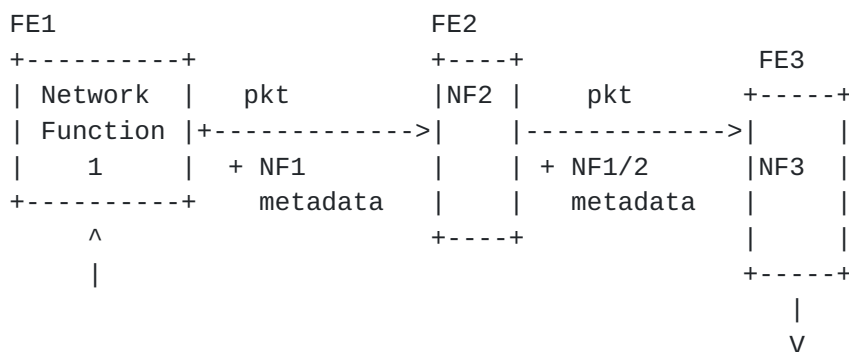 FE1                         FE2
+----------+                +----+               FE3
| Network  |   pkt          |NF2 |    pkt       +-----+
| Function |+-------------->|    |------------->|     |
|    1     |  + NF1         |    | + NF1/2      |NF3  |
+----------+    metadata    |    |   metadata   |     |
     ^                      +----+              |     |
     |                                          +-----+
                                                   |
                                                   V